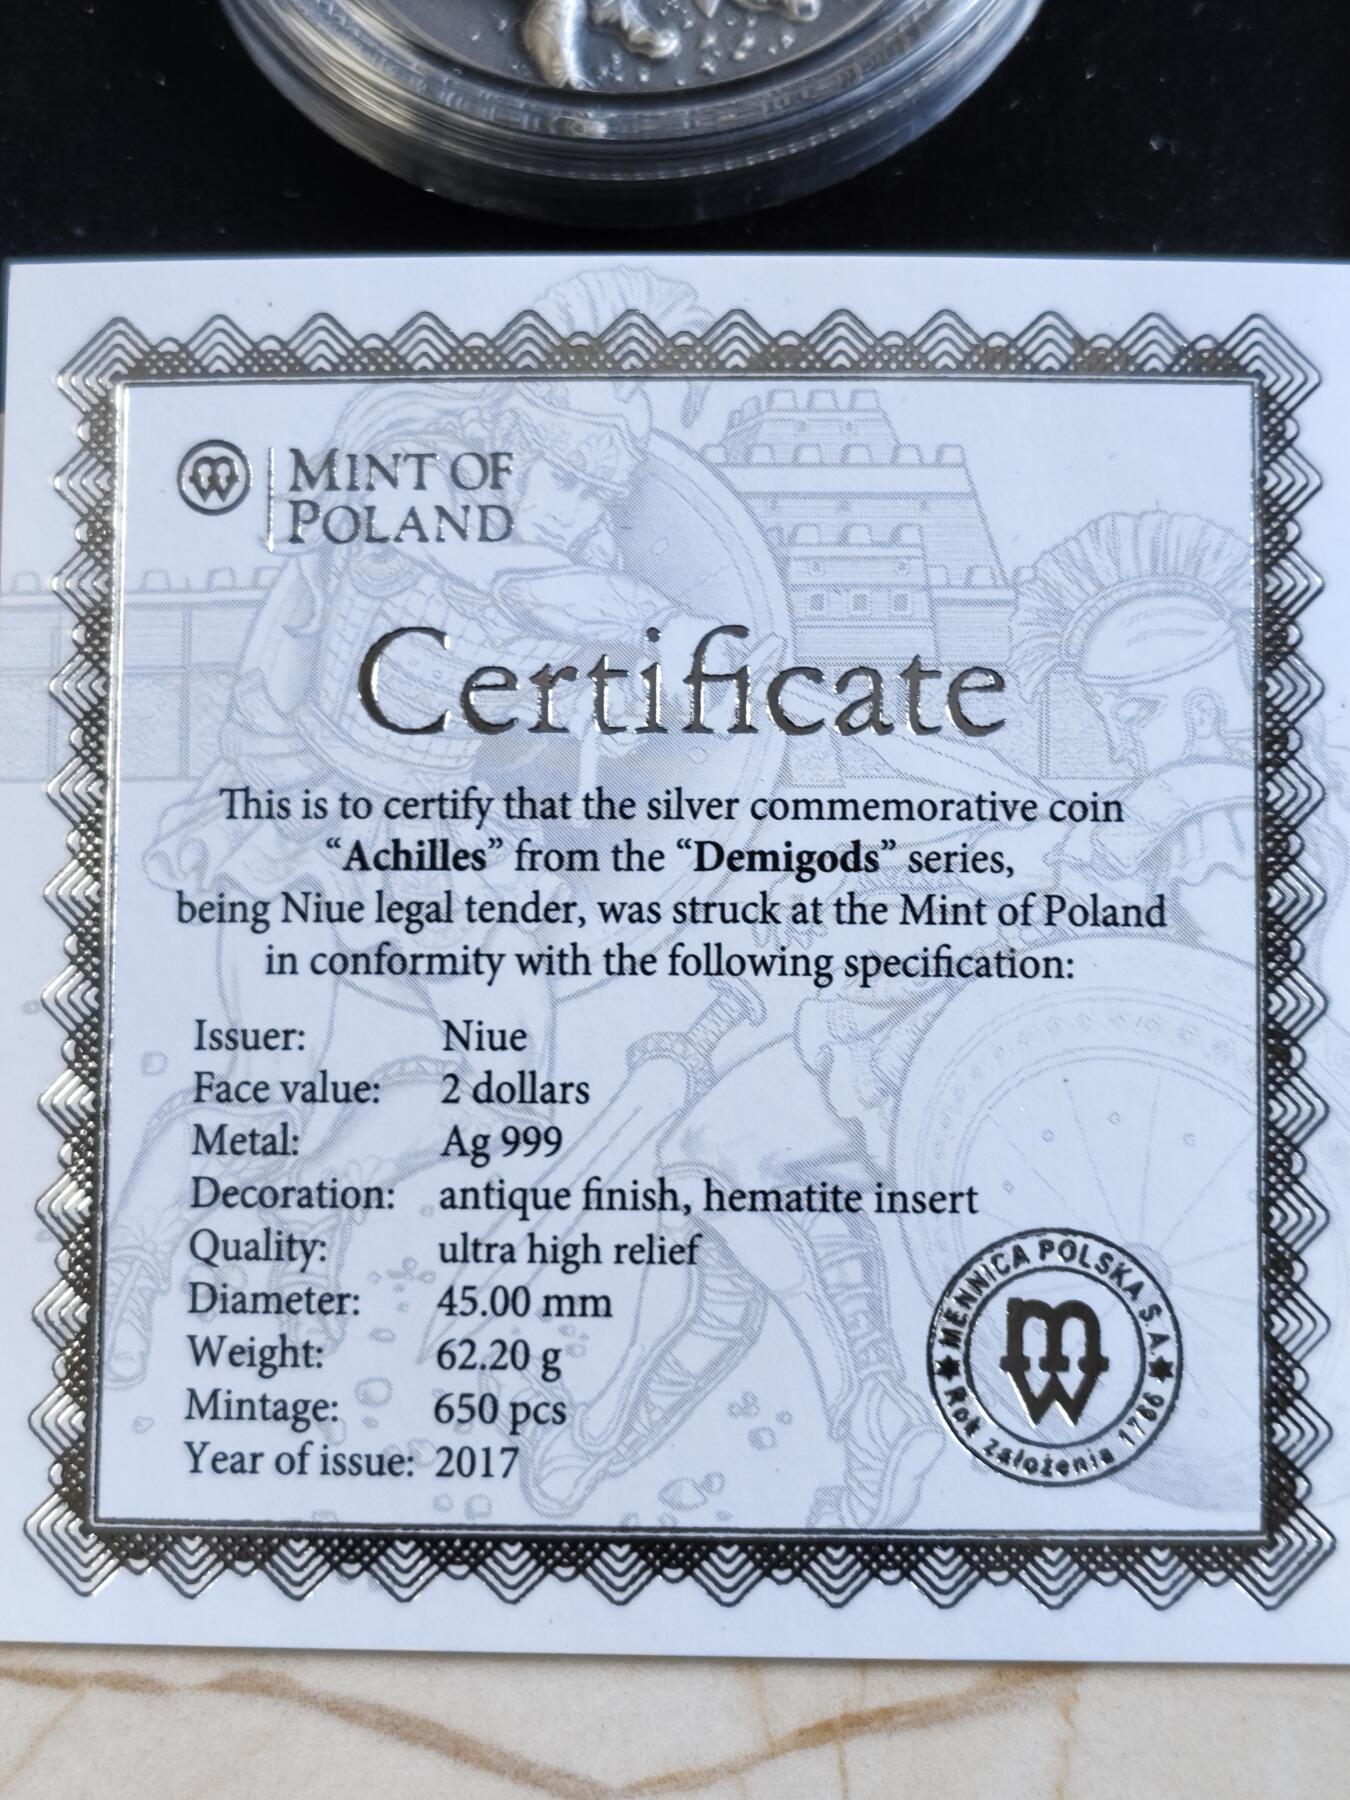 MINT OF
POLAND
Certificate
This is to certify that the silver commemorative coin
“Achilles” from the “Demigods” series,
being Niue legal tender, was struck at the Mint of Poland
in conformity with the following specification:
Issuer: Niue
Face value: 2 dollars
Metal: Ag 999
Decoration: antique finish, hematite insert
Quality: ultra high relief
Diameter: 45.00 mm
Weight: 62.20 g
Mintage: 650 pcs
Year of issue: 2017
MENNICA POLSKA S.A.
Rok założenia 1766